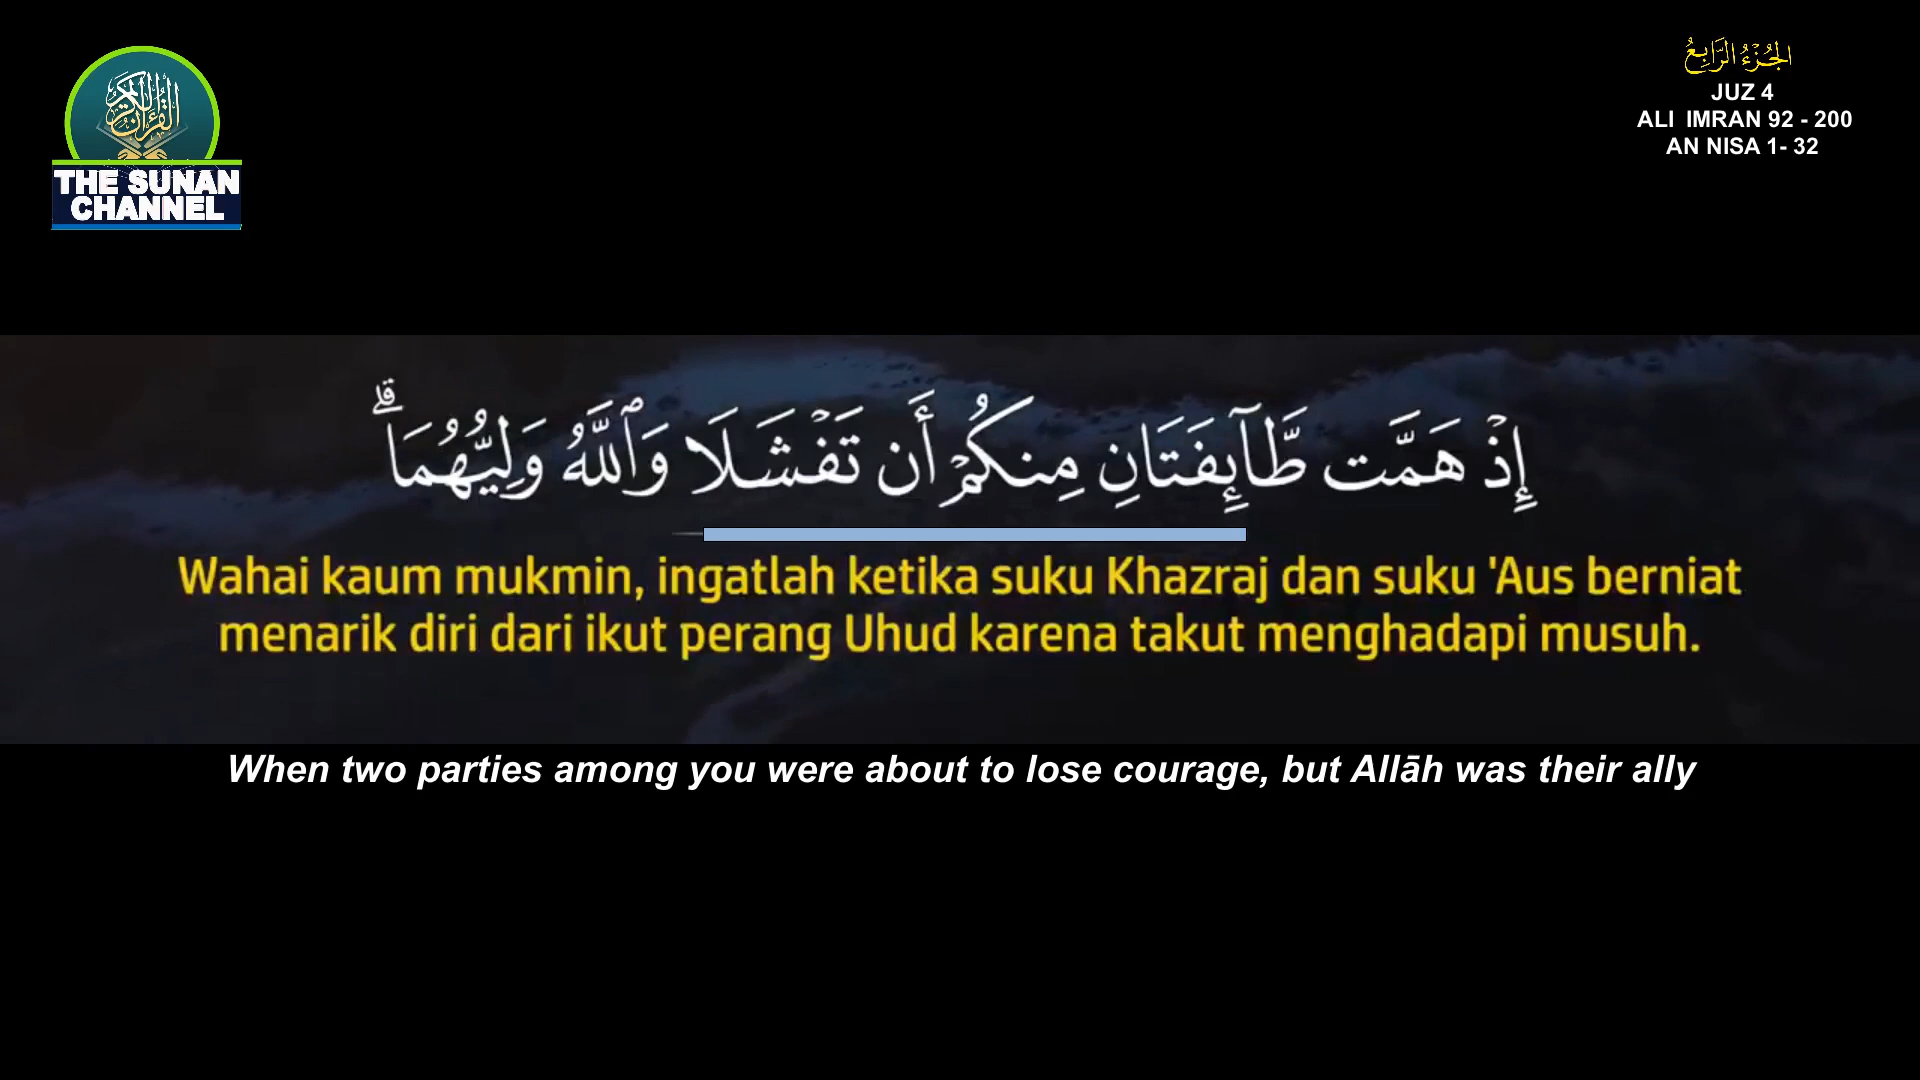 القرآن الكريم
THE SUNAN
CHANNEL
الجُزْءُ الرَّابِعُ
JUZ 4
ALI IMRAN 92 - 200
AN NISA 1- 32
إِذْ هَمَّت طَّآئِفَتَانِ مِنكُمْ أَن تَفْشَلَا وَٱللَّهُ وَلِيُّهُمَا ۗ
Wahai kaum mukmin, ingatlah ketika suku Khazraj dan suku 'Aus berniat
menarik diri dari ikut perang Uhud karena takut menghadapi musuh.
When two parties among you were about to lose courage, but Allāh was their ally